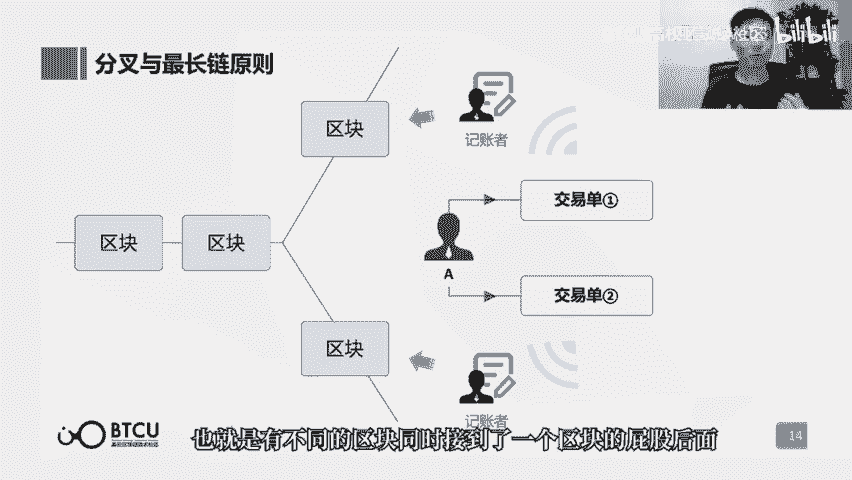 分叉与最长链原则
bilibili
区块
记账者
交易单①
区块
区块
A
交易单②
区块
记账者
BTCU
也就是有不同的区块同时接到了一个区块的屁股后面
14